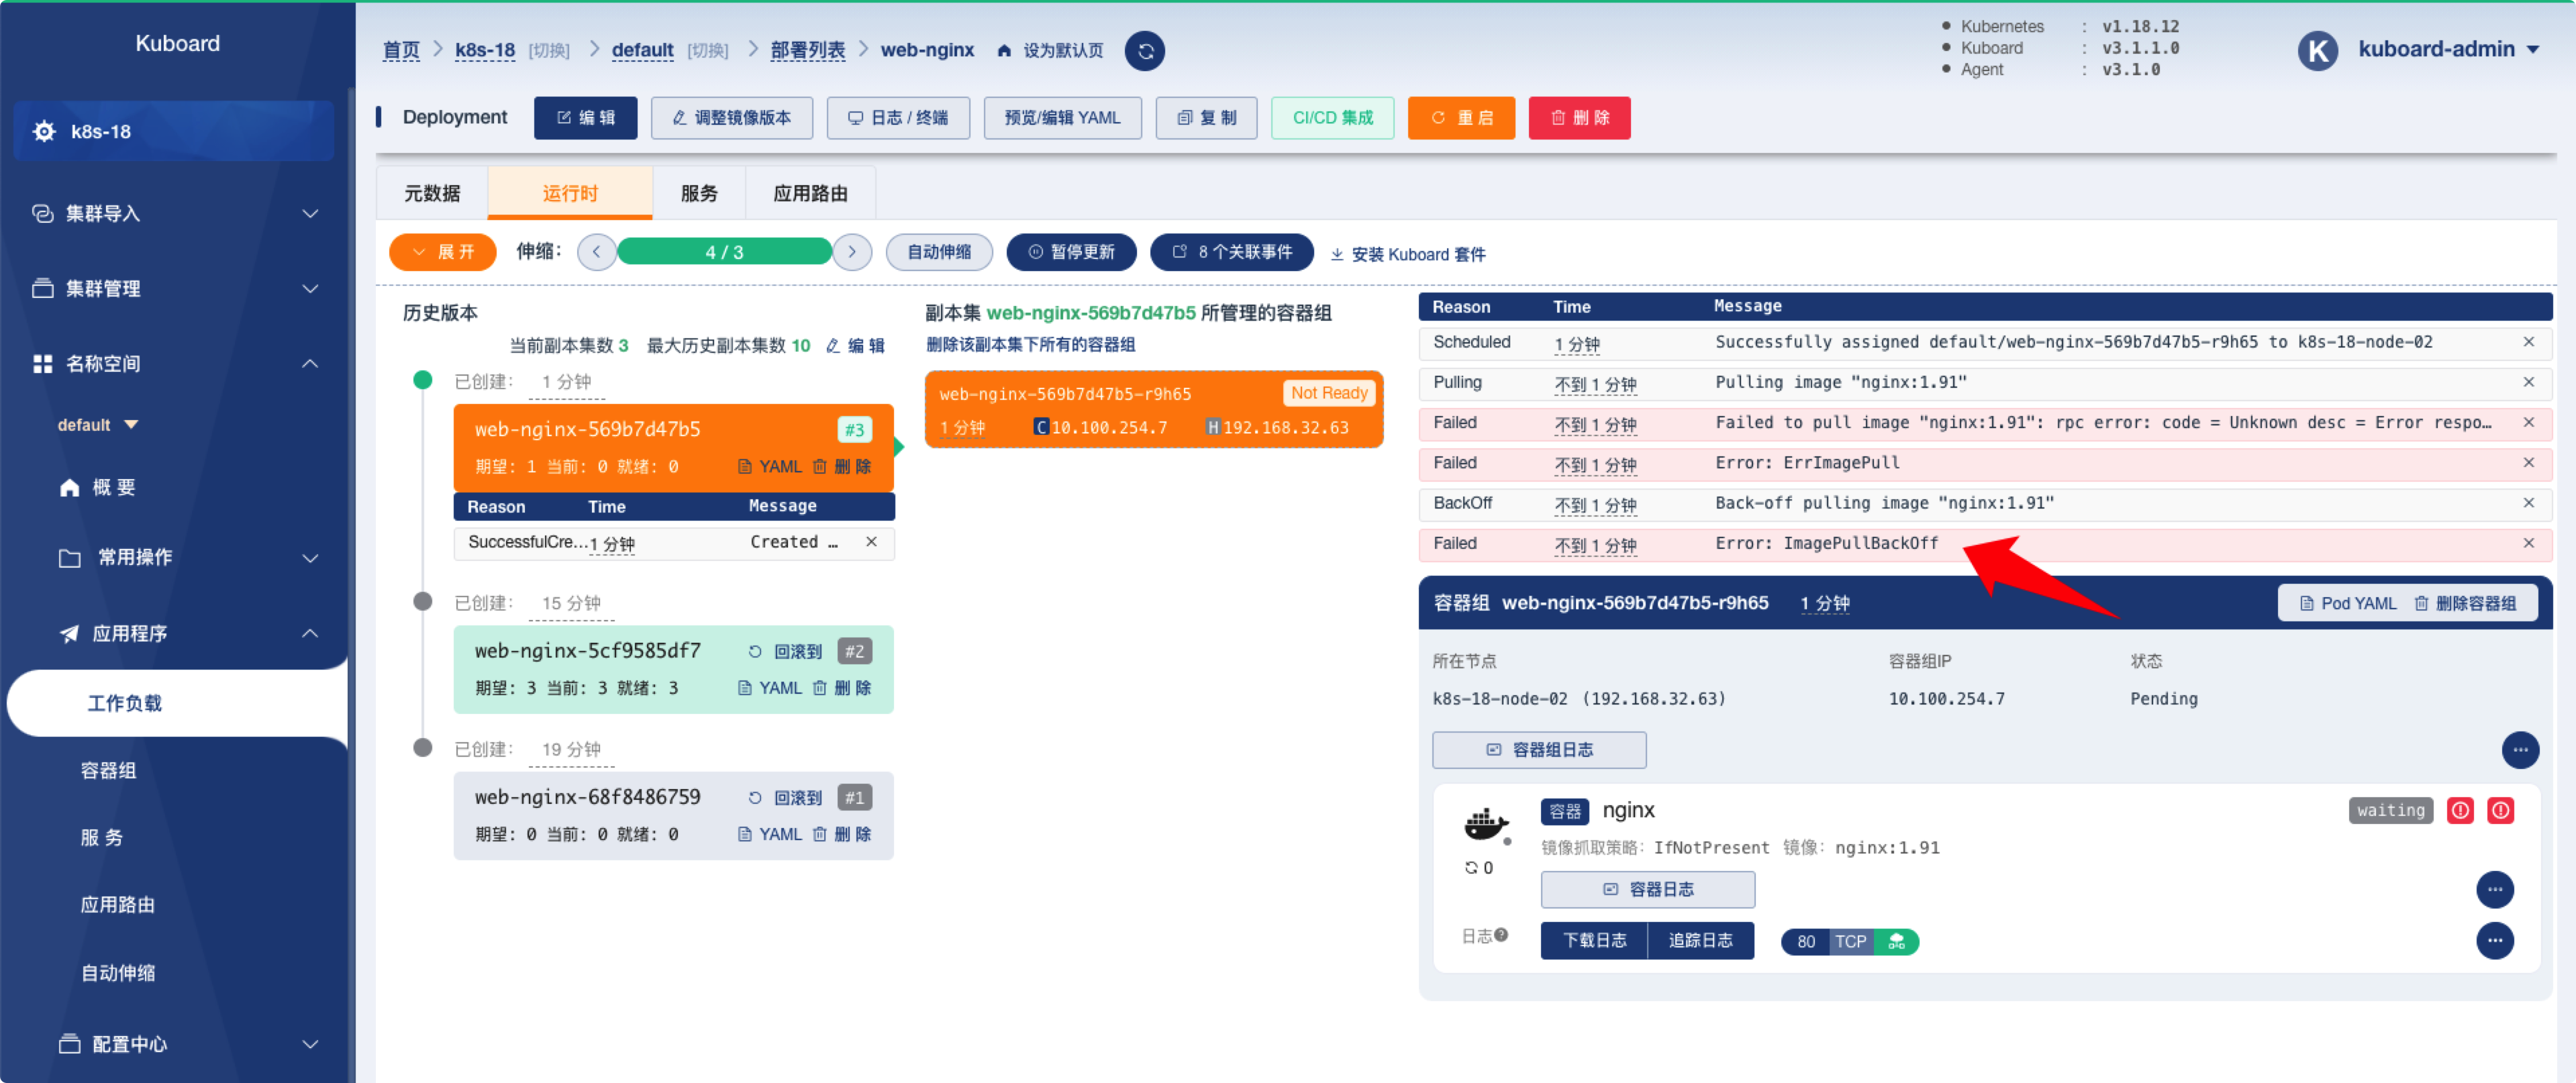 Kuboard
k8s-18
集群导入
集群管理
名称空间
default
概 要
常用操作
应用程序
工作负载
容器组
服 务
应用路由
自动伸缩
配置中心
首页 > k8s-18 [切换] > default [切换] > 部署列表 > web-nginx 设为默认页
Kubernetes : v1.18.12
Kuboard : v3.1.1.0
Agent : v3.1.0
K kuboard-admin
Deployment 编 辑 调整镜像版本 日志 / 终端 预览/编辑 YAML 复 制 CI/CD 集成 重 启 删 除
元数据 运行时 服务 应用路由
展 开 伸缩: 4 / 3 自动伸缩 暂停更新 8 个关联事件 安装 Kuboard 套件
历史版本
当前副本集数 3 最大历史副本集数 10 编 辑
已创建: 1 分钟
web-nginx-569b7d47b5 #3
期望: 1 当前: 0 就绪: 0 YAML 删 除
Reason Time Message
SuccessfulCre... 1 分钟 Created ...
已创建: 15 分钟
web-nginx-5cf9585df7 回滚到 #2
期望: 3 当前: 3 就绪: 3 YAML 删 除
已创建: 19 分钟
web-nginx-68f8486759 回滚到 #1
期望: 0 当前: 0 就绪: 0 YAML 删 除
副本集 web-nginx-569b7d47b5 所管理的容器组
删除该副本集下所有的容器组
web-nginx-569b7d47b5-r9h65 Not Ready
1 分钟 C 10.100.254.7 H 192.168.32.63
Reason Time Message
Scheduled 1 分钟 Successfully assigned default/web-nginx-569b7d47b5-r9h65 to k8s-18-node-02
Pulling 不到 1 分钟 Pulling image "nginx:1.91"
Failed 不到 1 分钟 Failed to pull image "nginx:1.91": rpc error: code = Unknown desc = Error respo...
Failed 不到 1 分钟 Error: ErrImagePull
BackOff 不到 1 分钟 Back-off pulling image "nginx:1.91"
Failed 不到 1 分钟 Error: ImagePullBackOff
容器组 web-nginx-569b7d47b5-r9h65 1 分钟 Pod YAML 删除容器组
所在节点 容器组IP 状态
k8s-18-node-02 (192.168.32.63) 10.100.254.7 Pending
容器组日志
容器 nginx waiting
镜像抓取策略: IfNotPresent 镜像: nginx:1.91
0
容器日志
日志 下载日志 追踪日志 80 TCP